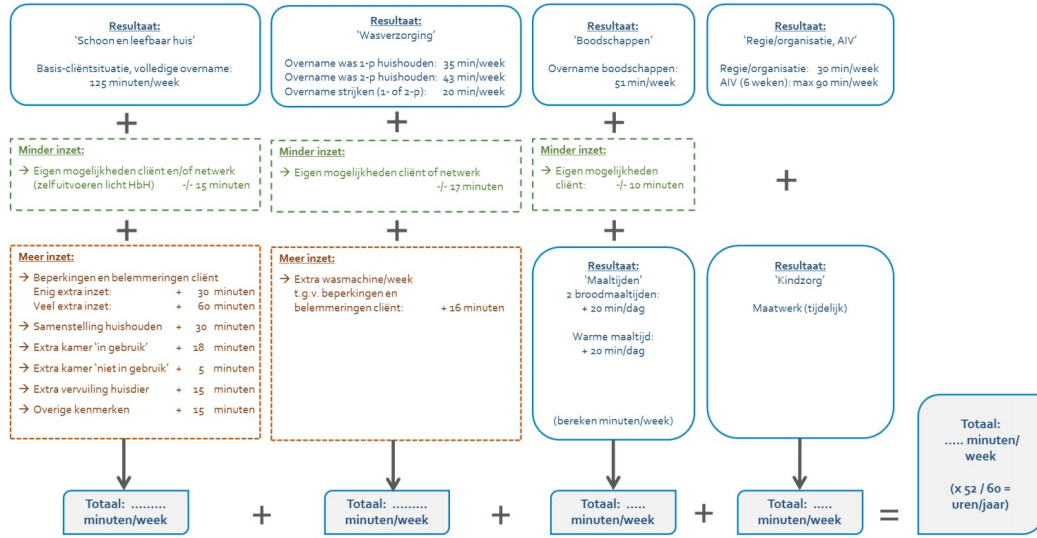 Resultaat:
'Schoon en leefbaar huis'
Basis-cliëntsituatie, volledige overname:
125 minuten/week
Resultaat:
'Wasverzorging'
Overname was 1-p huishouden: 35 min/week
Overname was 2-p huishouden: 43 min/week
Overname strijken (1- of 2-p): 20 min/week
Resultaat:
'Boodschappen'
Overname boodschappen:
51 min/week
Resultaat:
'Regie/organisatie, AIV'
Regie/organisatie: 30 min/week
AIV (6 weken): max 90 min/week
+ + +
Minder inzet:
→ Eigen mogelijkheden cliënt en/of netwerk
(zelf uitvoeren licht HbH) -/- 15 minuten
Minder inzet:
→ Eigen mogelijkheden cliënt of netwerk
-/- 17 minuten
Minder inzet:
→ Eigen mogelijkheden
cliënt: -/- 10 minuten
+
+ + +
Meer inzet:
→ Beperkingen en belemmeringen cliënt
Enig extra inzet: + 30 minuten
Veel extra inzet: + 60 minuten
→ Samenstelling huishouden + 30 minuten
→ Extra kamer 'in gebruik' + 18 minuten
→ Extra kamer 'niet in gebruik' + 5 minuten
→ Extra vervuiling huisdier + 15 minuten
→ Overige kenmerken + 15 minuten
Meer inzet:
→ Extra wasmachine/week
t.g.v. beperkingen en
belemmeringen cliënt: + 16 minuten
Resultaat:
'Maaltijden'
2 broodmaaltijden:
+ 20 min/dag
Warme maaltijd:
+ 20 min/dag
(bereken minuten/week)
Resultaat:
'Kindzorg'
Maatwerk (tijdelijk)
Totaal: .........
minuten/week
+
Totaal: .........
minuten/week
+
Totaal: .....
minuten/week
+
Totaal: .....
minuten/week
=
Totaal:
..... minuten/
week
(x 52 / 60 =
uren/jaar)